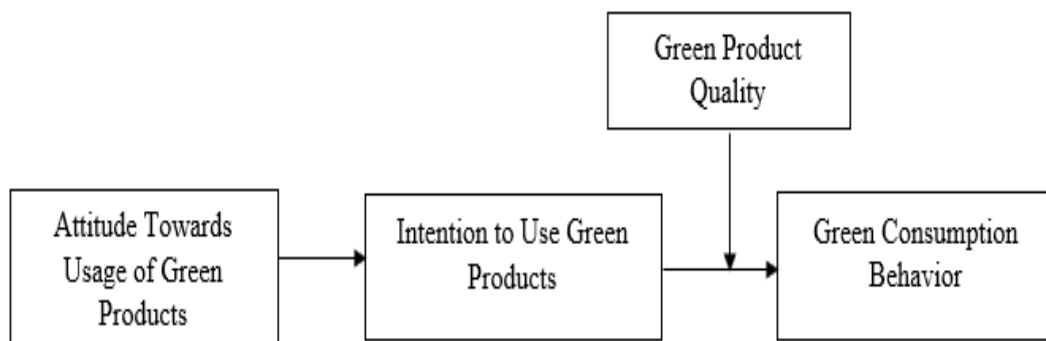 Green Product
Quality
Attitude Towards
Usage of Green
Products
Intention to Use Green
Products
Green Consumption
Behavior